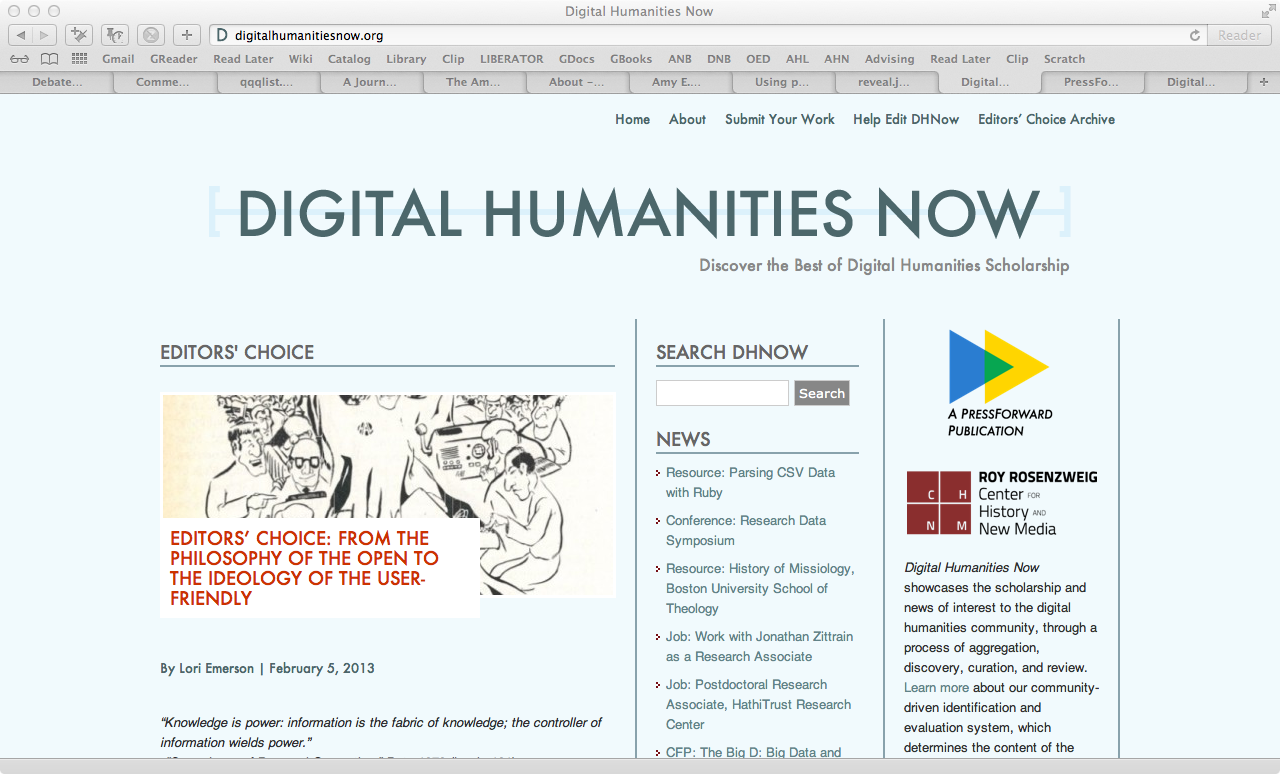 Digital Humanities Now
D digitalhumanitiesnow.org
Reader
Gmail GReader Read Later Wiki Catalog Library Clip LIBERATOR GDocs GBooks ANB DNB OED AHL AHN Advising Read Later Clip Scratch
Debate... Comme... qqqlist.... A Journ... The Am... About -... Amy E.... Using p... reveal.j... Digital... PressFo... Digital...
Home About Submit Your Work Help Edit DHNow Editors’ Choice Archive
[DIGITAL HUMANITIES NOW]
Discover the Best of Digital Humanities Scholarship
EDITORS' CHOICE
EDITORS’ CHOICE: FROM THE
PHILOSOPHY OF THE OPEN TO
THE IDEOLOGY OF THE USER-
FRIENDLY
By Lori Emerson | February 5, 2013
“Knowledge is power: information is the fabric of knowledge; the controller of
information wields power.”
SEARCH DHNOW
Search
NEWS
Resource: Parsing CSV Data
with Ruby
Conference: Research Data
Symposium
Resource: History of Missiology,
Boston University School of
Theology
Job: Work with Jonathan Zittrain
as a Research Associate
Job: Postdoctoral Research
Associate, HathiTrust Research
Center
CFP: The Big D: Big Data and
A PRESSFORWARD
PUBLICATION
C H
N M
ROY ROSENZWEIG
Center FOR
History AND
New Media
Digital Humanities Now
showcases the scholarship and
news of interest to the digital
humanities community, through a
process of aggregation,
discovery, curation, and review.
Learn more about our community-
driven identification and
evaluation system, which
determines the content of the